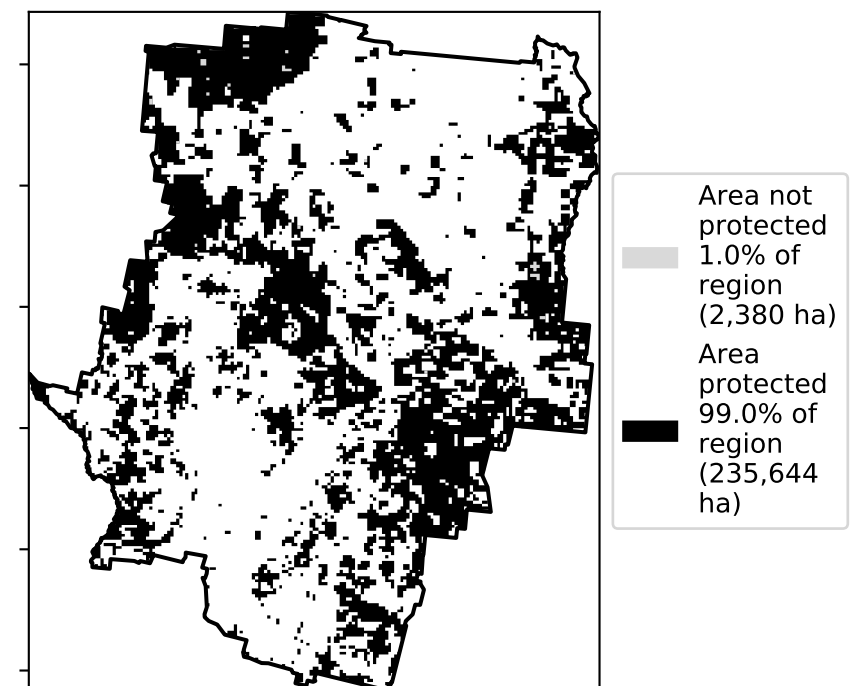 Area not
protected
1.0% of
region
(2,380 ha)
Area
protected
99.0% of
region
(235,644
ha)